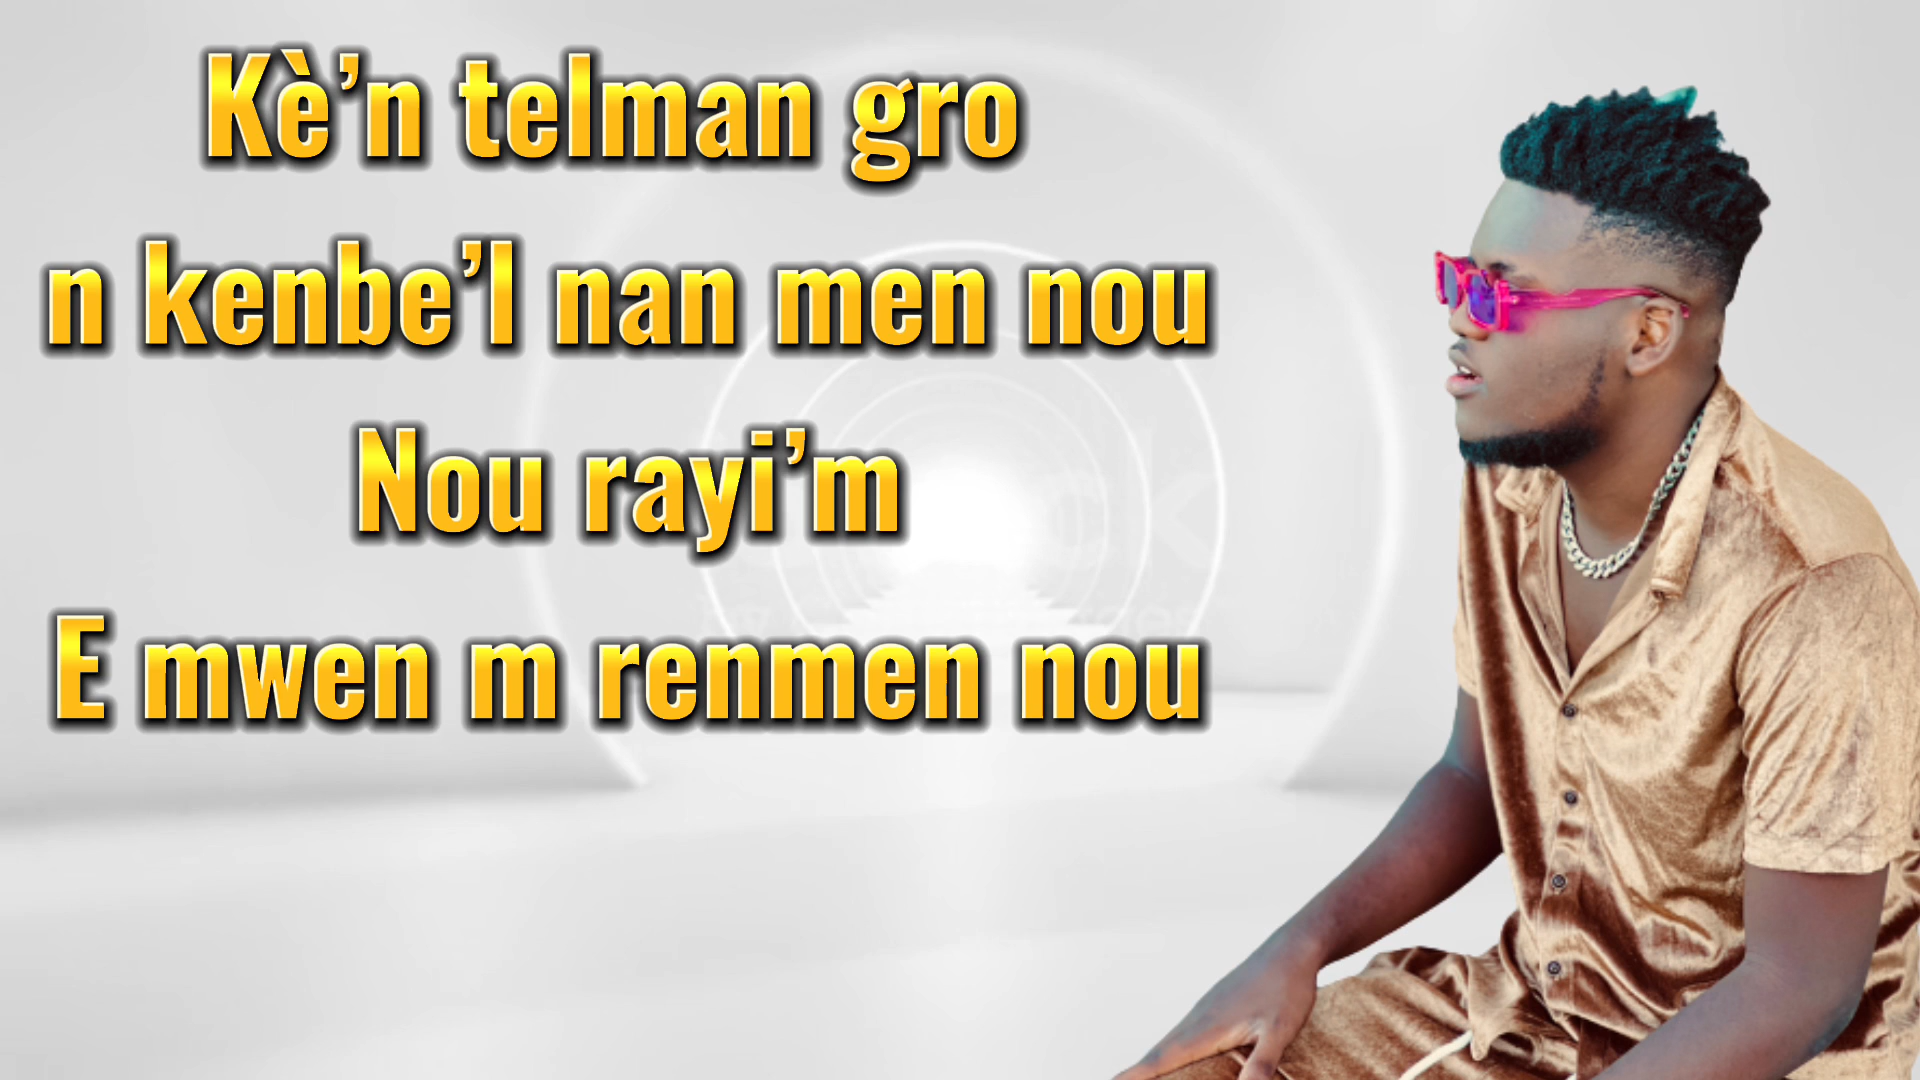 Kè’n telman gro
n kenbe’l nan men nou
Nou rayi’m
E mwen m renmen nou